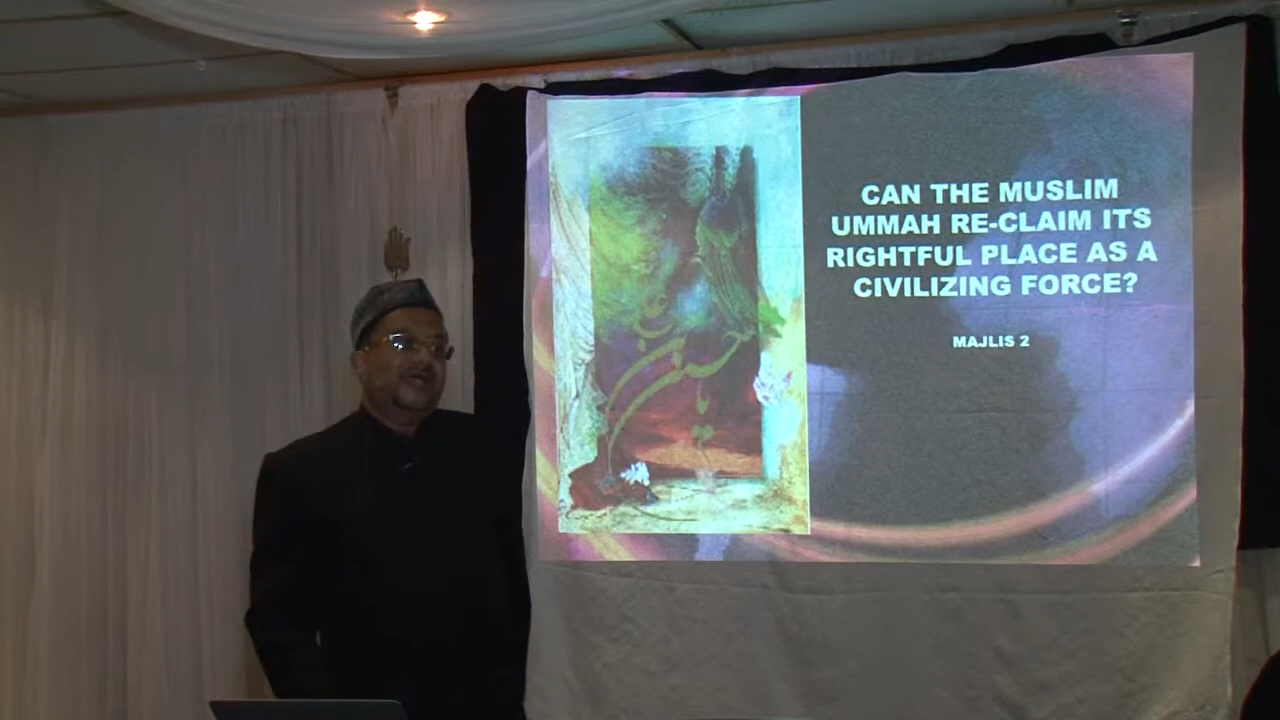 CAN THE MUSLIM
UMMAH RE-CLAIM ITS
RIGHTFUL PLACE AS A
CIVILIZING FORCE?
MAJLIS 2